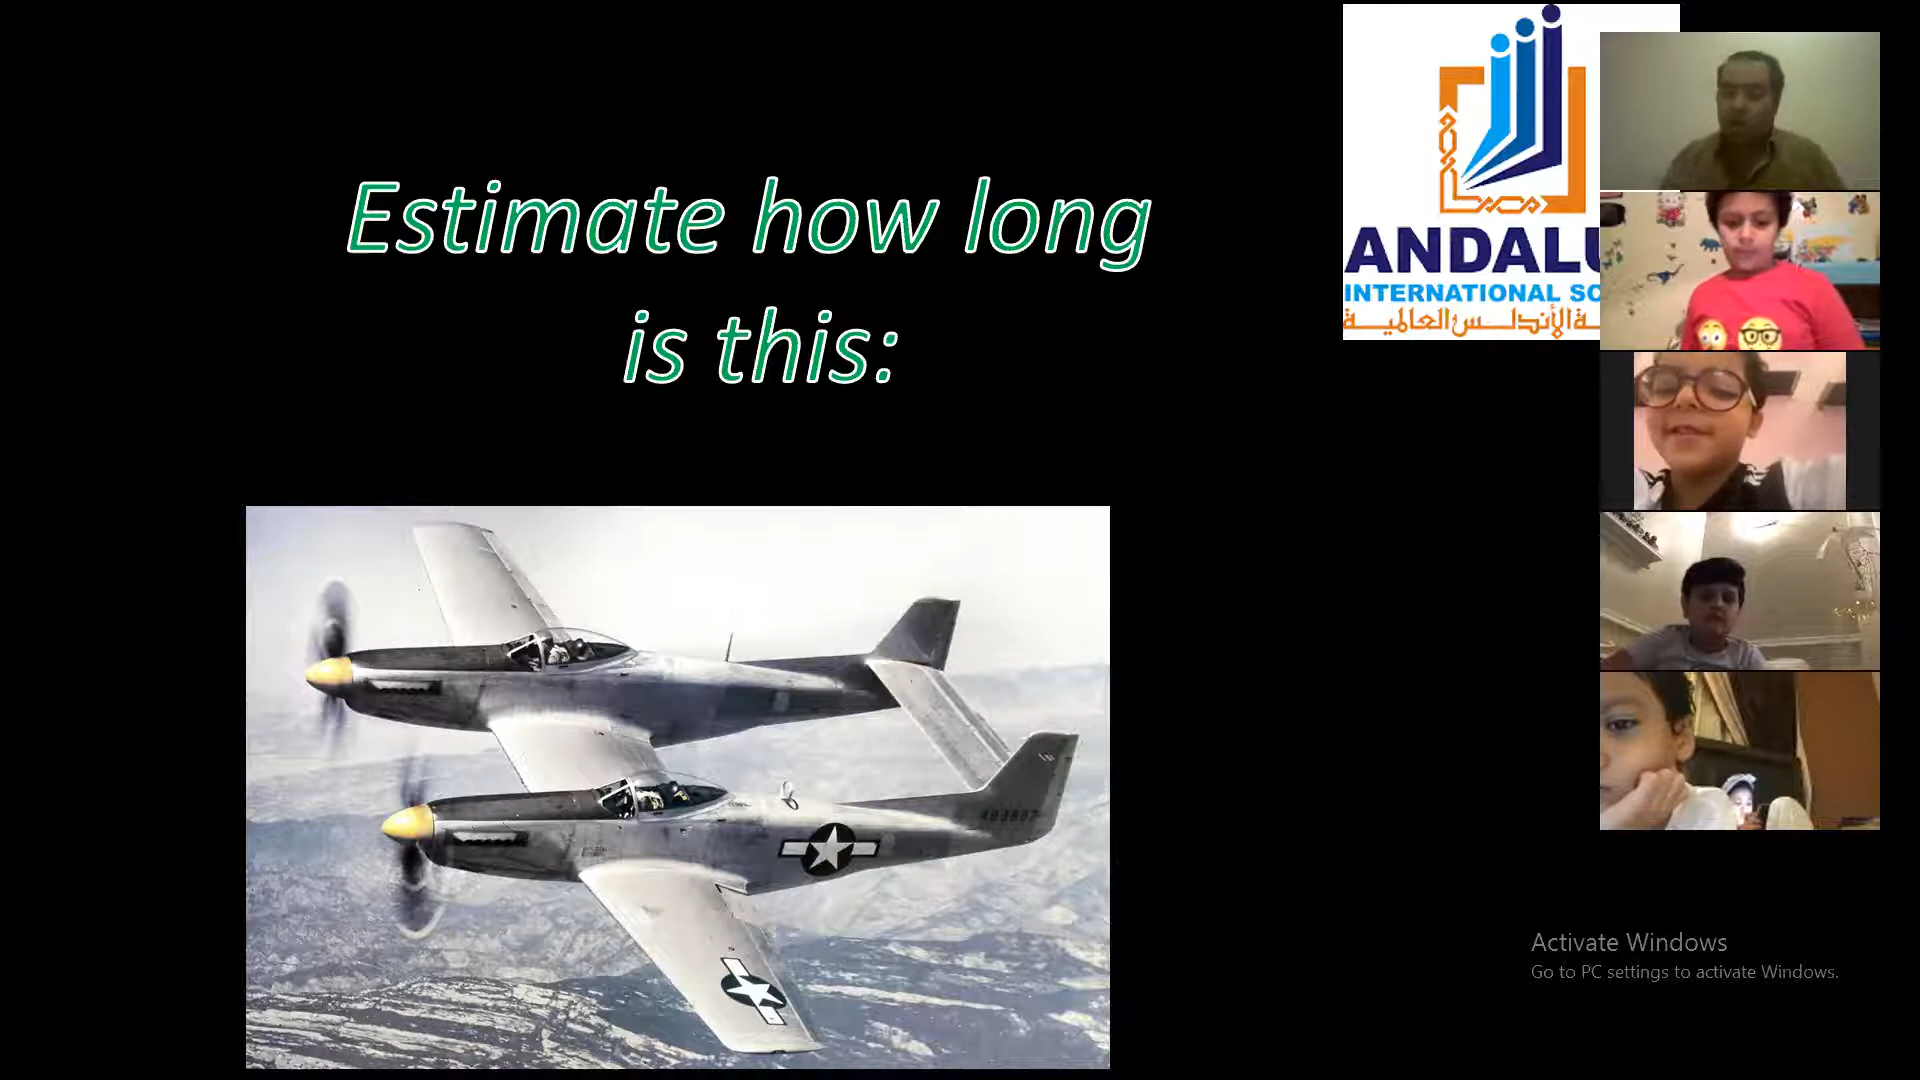 Estimate how long
is this:
ANDALU
INTERNATIONAL SC
ـة الأندلس العالمية
Activate Windows
Go to PC settings to activate Windows.